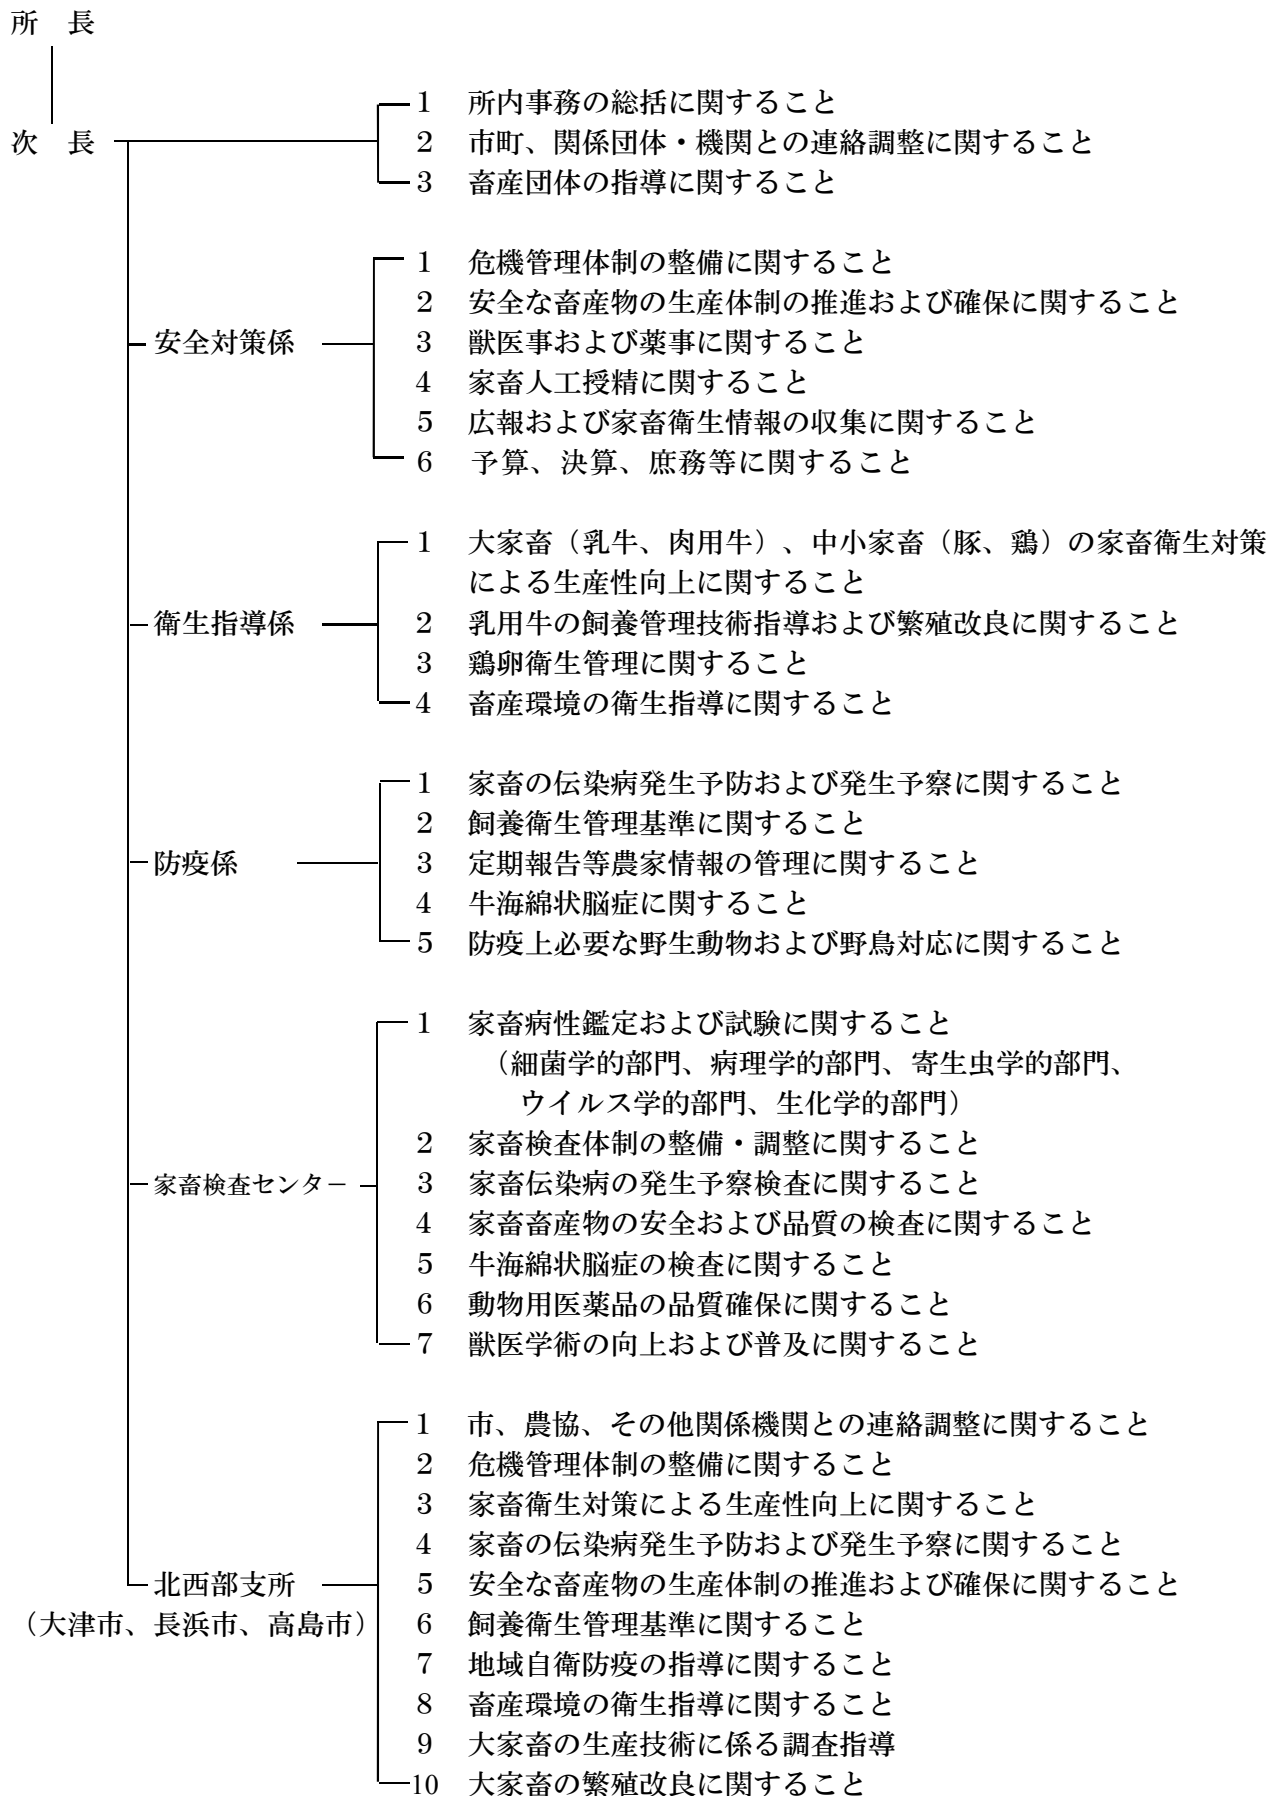 所　長
次　長
1　所内事務の総括に関すること
2　市町、関係団体・機関との連絡調整に関すること
3　畜産団体の指導に関すること
安全対策係
1　危機管理体制の整備に関すること
2　安全な畜産物の生産体制の推進および確保に関すること
3　獣医事および薬事に関すること
4　家畜人工授精に関すること
5　広報および家畜衛生情報の収集に関すること
6　予算、決算、庶務等に関すること
衛生指導係
1　大家畜（乳牛、肉用牛）、中小家畜（豚、鶏）の家畜衛生対策
による生産性向上に関すること
2　乳用牛の飼養管理技術指導および繁殖改良に関すること
3　鶏卵衛生管理に関すること
4　畜産環境の衛生指導に関すること
防疫係
1　家畜の伝染病発生予防および発生予察に関すること
2　飼養衛生管理基準に関すること
3　定期報告等農家情報の管理に関すること
4　牛海綿状脳症に関すること
5　防疫上必要な野生動物および野鳥対応に関すること
家畜検査センタ－
1　家畜病性鑑定および試験に関すること
（細菌学的部門、病理学的部門、寄生虫学的部門、
ウイルス学的部門、生化学的部門）
2　家畜検査体制の整備・調整に関すること
3　家畜伝染病の発生予察検査に関すること
4　家畜畜産物の安全および品質の検査に関すること
5　牛海綿状脳症の検査に関すること
6　動物用医薬品の品質確保に関すること
7　獣医学術の向上および普及に関すること
北西部支所
（大津市、長浜市、高島市）
1　市、農協、その他関係機関との連絡調整に関すること
2　危機管理体制の整備に関すること
3　家畜衛生対策による生産性向上に関すること
4　家畜の伝染病発生予防および発生予察に関すること
5　安全な畜産物の生産体制の推進および確保に関すること
6　飼養衛生管理基準に関すること
7　地域自衛防疫の指導に関すること
8　畜産環境の衛生指導に関すること
9　大家畜の生産技術に係る調査指導
10　大家畜の繁殖改良に関すること